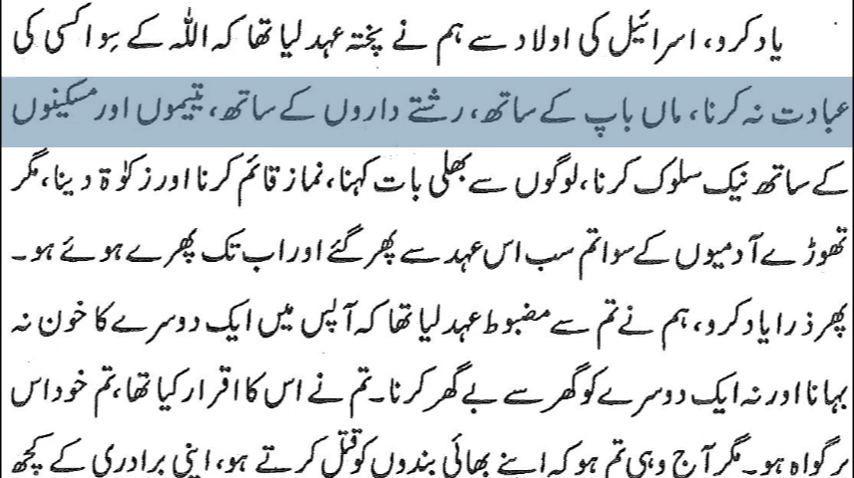 یاد کرو، اسرائیل کی اولاد سے ہم نے پختہ عہد لیا تھا کہ اللہ کے سِوا کسی کی
عبادت نہ کرنا، ماں باپ کے ساتھ، رشتے داروں کے ساتھ، یتیموں اور مسکینوں
کے ساتھ نیک سلوک کرنا، لوگوں سے بھلی بات کہنا، نماز قائم کرنا اور زکوٰۃ دینا، مگر
تھوڑے آدمیوں کے سوا تم سب اس عہد سے پھر گئے اور اب تک پھرے ہوئے ہو۔
پھر ذرا یاد کرو، ہم نے تم سے مضبوط عہد لیا تھا کہ آپس میں ایک دوسرے کا خون نہ
بہانا اور نہ ایک دوسرے کو گھر سے بے گھر کرنا۔ تم نے اس کا اقرار کیا تھا، تم خود اس
پر گواہ ہو۔ مگر آج وہی تم ہو کہ اپنے بھائی بندوں کو قتل کرتے ہو، اپنی برادری کے کچھ